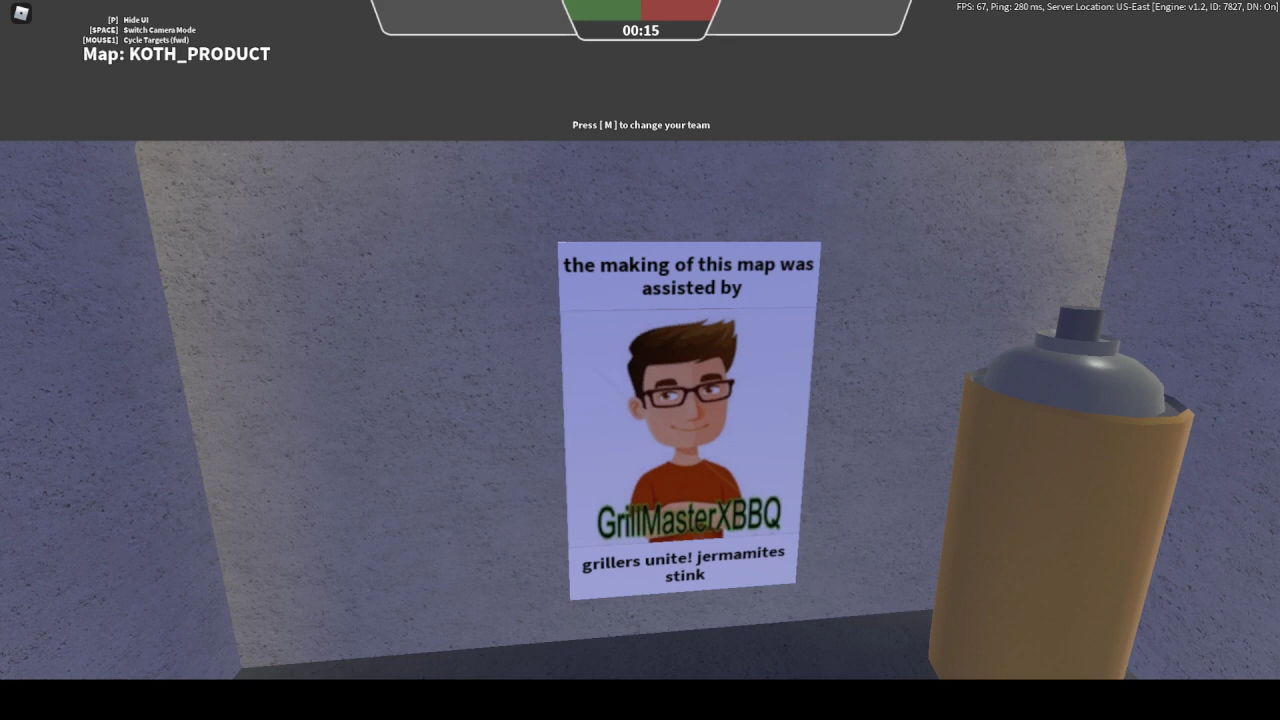 [P] Hide UI
[SPACE] Switch Camera Mode
[MOUSE1] Cycle Targets (fwd)
Map: KOTH_PRODUCT
00:15
FPS: 67, Ping: 280 ms, Server Location: US-East [Engine: v1.2, ID: 7827, DN: On]
Press [ M ] to change your team
the making of this map was
assisted by
GrillMasterXBBQ
grillers unite! jermamites
stink